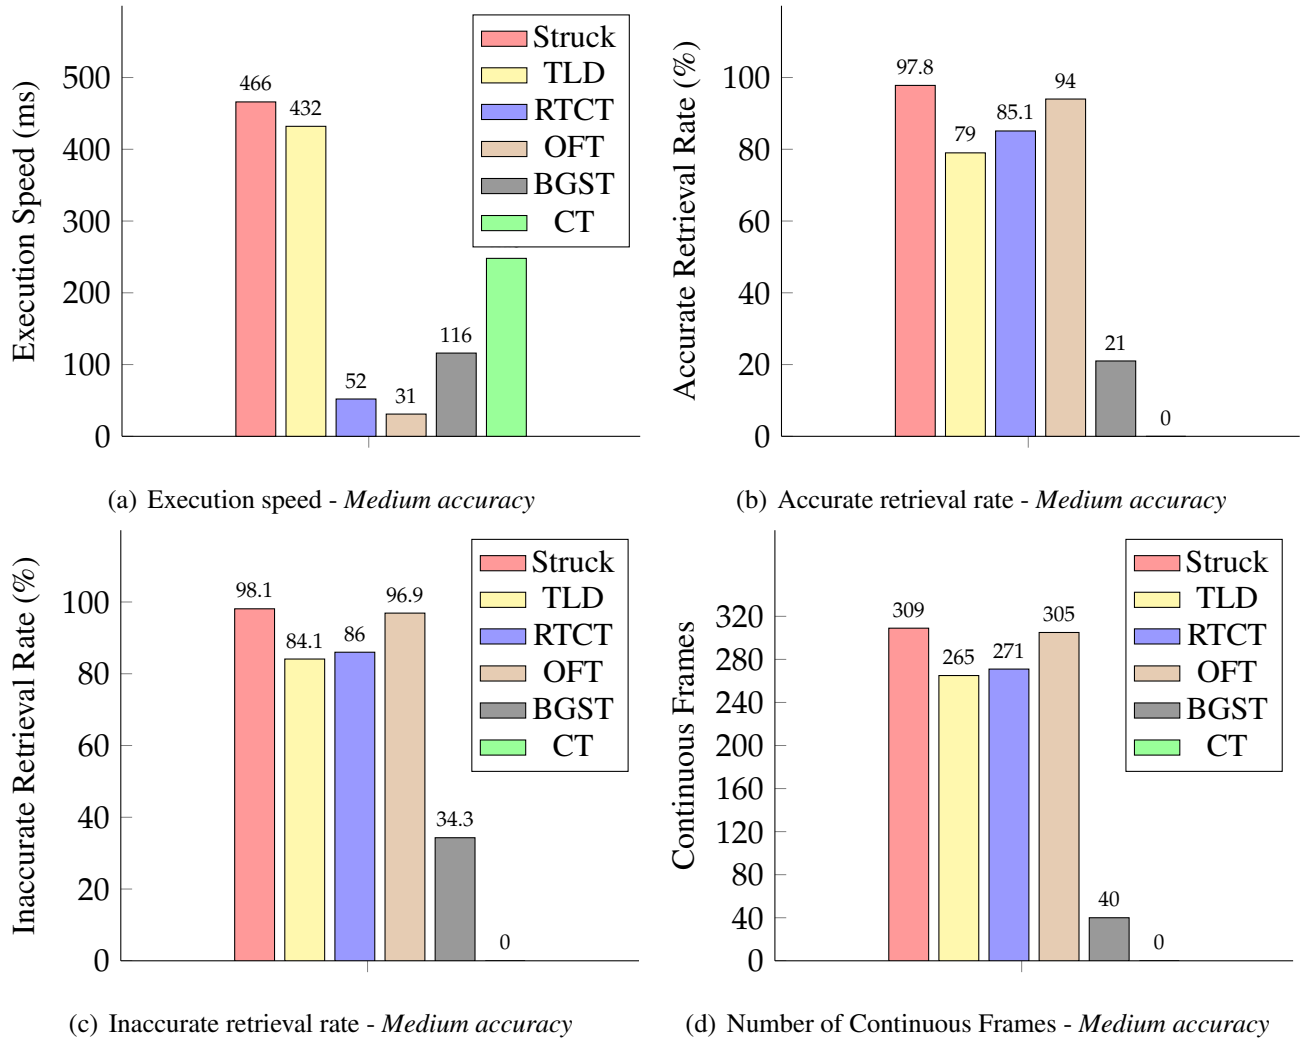 Execution Speed (ms)
500
400
300
200
100
0
466
432
52
31
116
Struck
TLD
RTCT
OFT
BGST
CT
(a) Execution speed - Medium accuracy
Accurate Retrieval Rate (%)
100
80
60
40
20
0
97.8
79
85.1
94
21
0
(b) Accurate retrieval rate - Medium accuracy
Inaccurate Retrieval Rate (%)
100
80
60
40
20
0
98.1
84.1
86
96.9
34.3
0
Struck
TLD
RTCT
OFT
BGST
CT
(c) Inaccurate retrieval rate - Medium accuracy
Continuous Frames
320
280
240
200
160
120
80
40
0
309
265
271
305
40
0
Struck
TLD
RTCT
OFT
BGST
CT
(d) Number of Continuous Frames - Medium accuracy